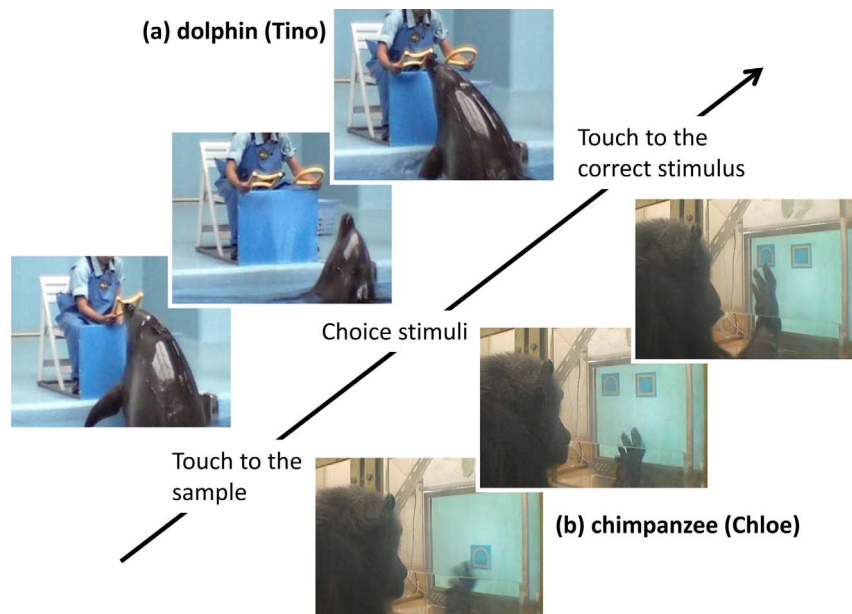 (a) dolphin (Tino)
Touch to the
correct stimulus
Choice stimuli
Touch to the
sample
(b) chimpanzee (Chloe)